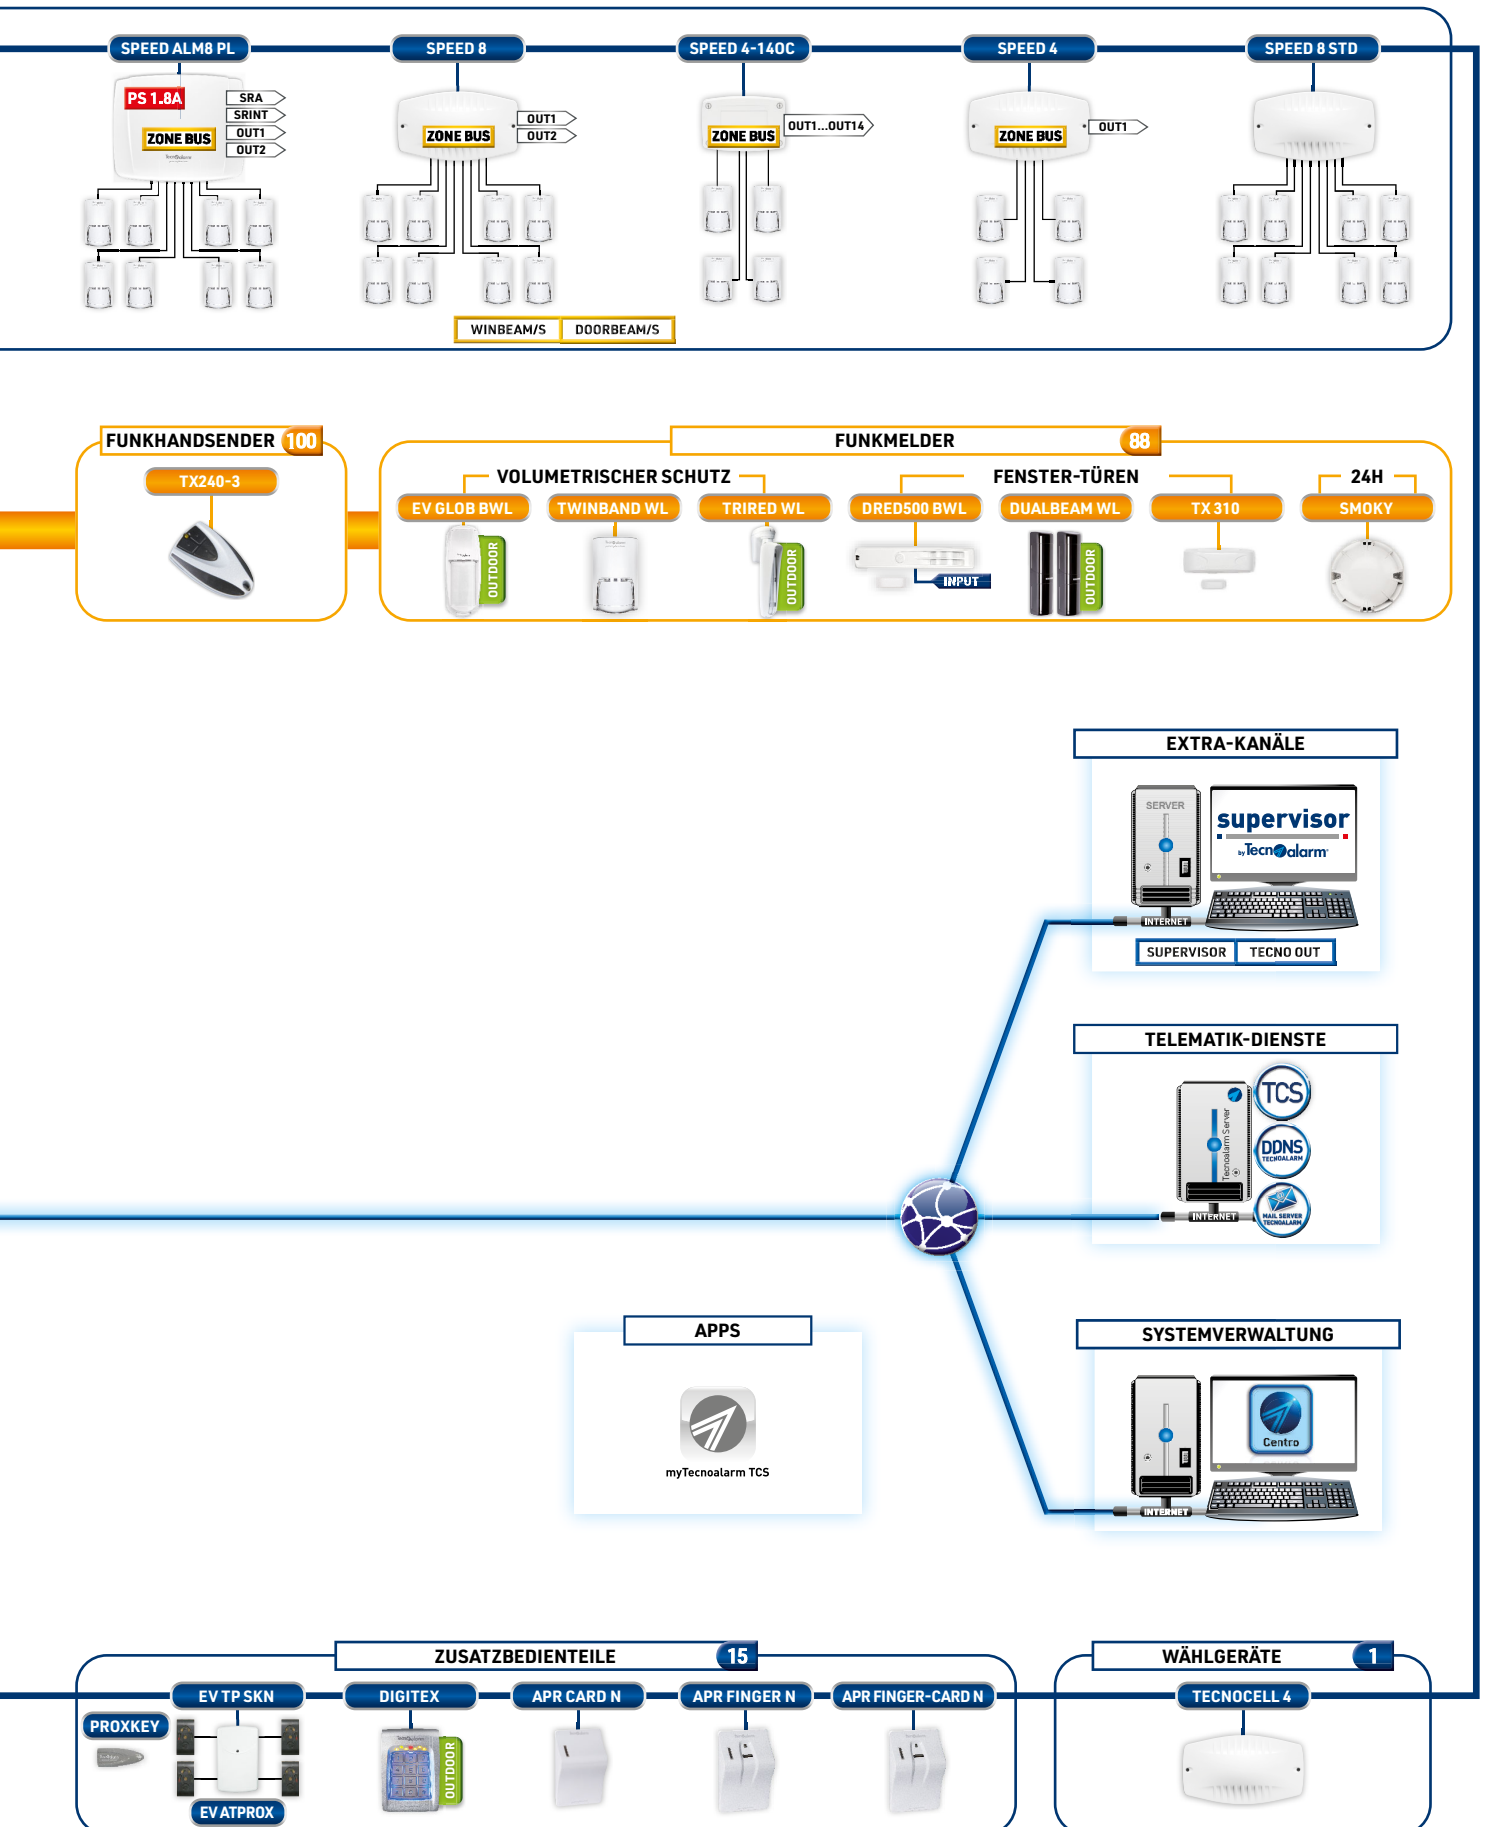 SPEED ALM8 PL
SPEED 8
SPEED 4-14OC
SPEED 4
SPEED 8 STD
PS 1.8A
ZONE BUS
SRA
SRINT
OUT1
OUT2
ZONE BUS
OUT1
OUT2
ZONE BUS
OUT1...OUT14
ZONE BUS
OUT1
WINBEAM/S
DOORBEAM/S
FUNKHANDSENDER 100
TX240-3
FUNKMELDER 88
VOLUMETRISCHER SCHUTZ
FENSTER-TÜREN
24H
EV GLOB BWL
TWINBAND WL
TRIRED WL
DRED500 BWL
DUALBEAM WL
TX 310
SMOKY
OUTDOOR
OUTDOOR
INPUT
OUTDOOR
EXTRA-KANÄLE
SERVER
supervisor
by Tecnoalarm
INTERNET
SUPERVISOR
TECNO OUT
TELEMATIK-DIENSTE
Tecnoalarm Server
TCS
DDNS
TECNOALARM
MAIL SERVER
TECNOALARM
INTERNET
APPS
myTecnoalarm TCS
SYSTEMVERWALTUNG
Centro
INTERNET
ZUSATZBEDIENTEILE 15
EV TP SKN
DIGITEX
APR CARD N
APR FINGER N
APR FINGER-CARD N
PROXKEY
EV ATPROX
OUTDOOR
WÄHLGERÄTE 1
TECNOCELL 4